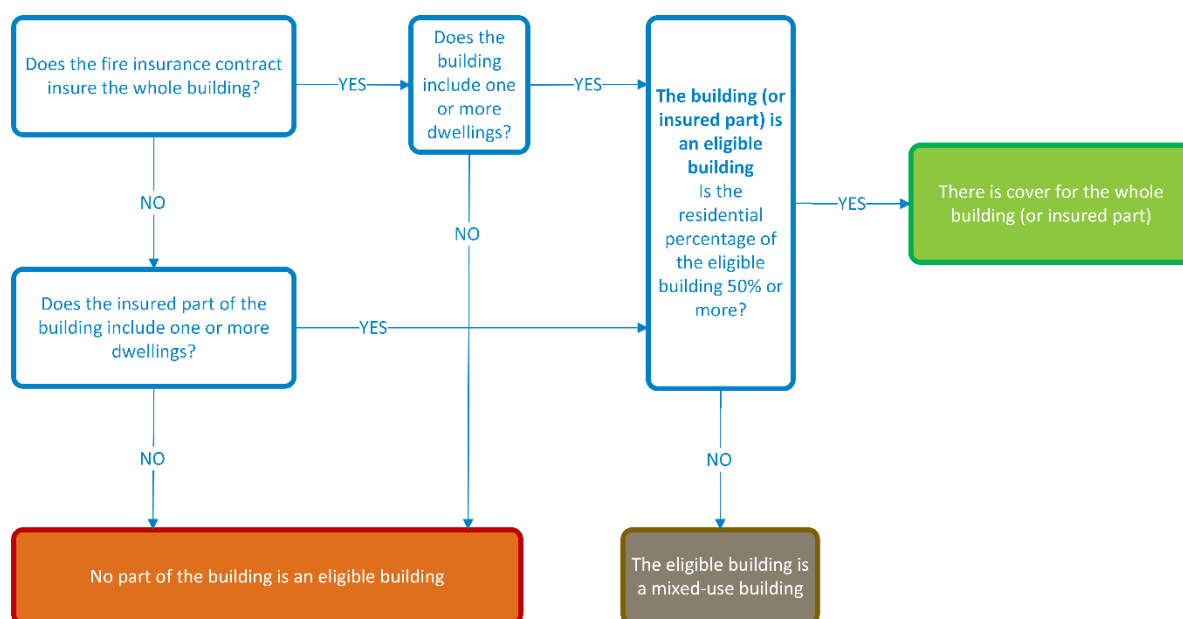 Does the fire insurance contract
insure the whole building?
YES
Does the
building
include one
or more
dwellings?
YES
The building (or
insured part) is
an eligible
building
Is the
residential
percentage of
the eligible
building 50% or
more?
YES
There is cover for the whole
building (or insured part)
NO
NO
Does the insured part of the
building include one or more
dwellings?
YES
NO
NO
No part of the building is an eligible building
The eligible building is
a mixed-use building